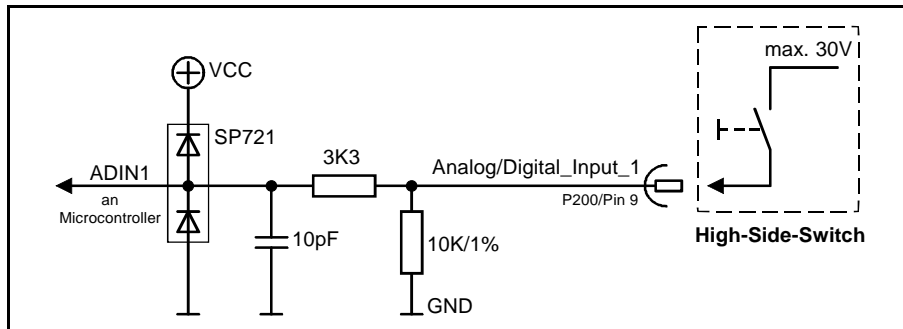 max. 30V
VCC
SP721
3K3
ADIN1
Analog/Digital_Input_1
an
Microcontroller
P200/Pin 9
High-Side-Switch
10pF
10K/1%
GND